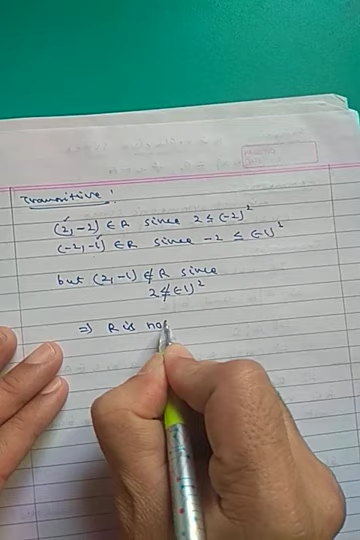 Transitive:
(2,-2) ∈ R since 2 ≤ (-2)²
(-2,-1) ∈ R since -2 ≤ (-1)²
but (2,-1) ∉ R since
2 ≰ (-1)²
⇒ R is no